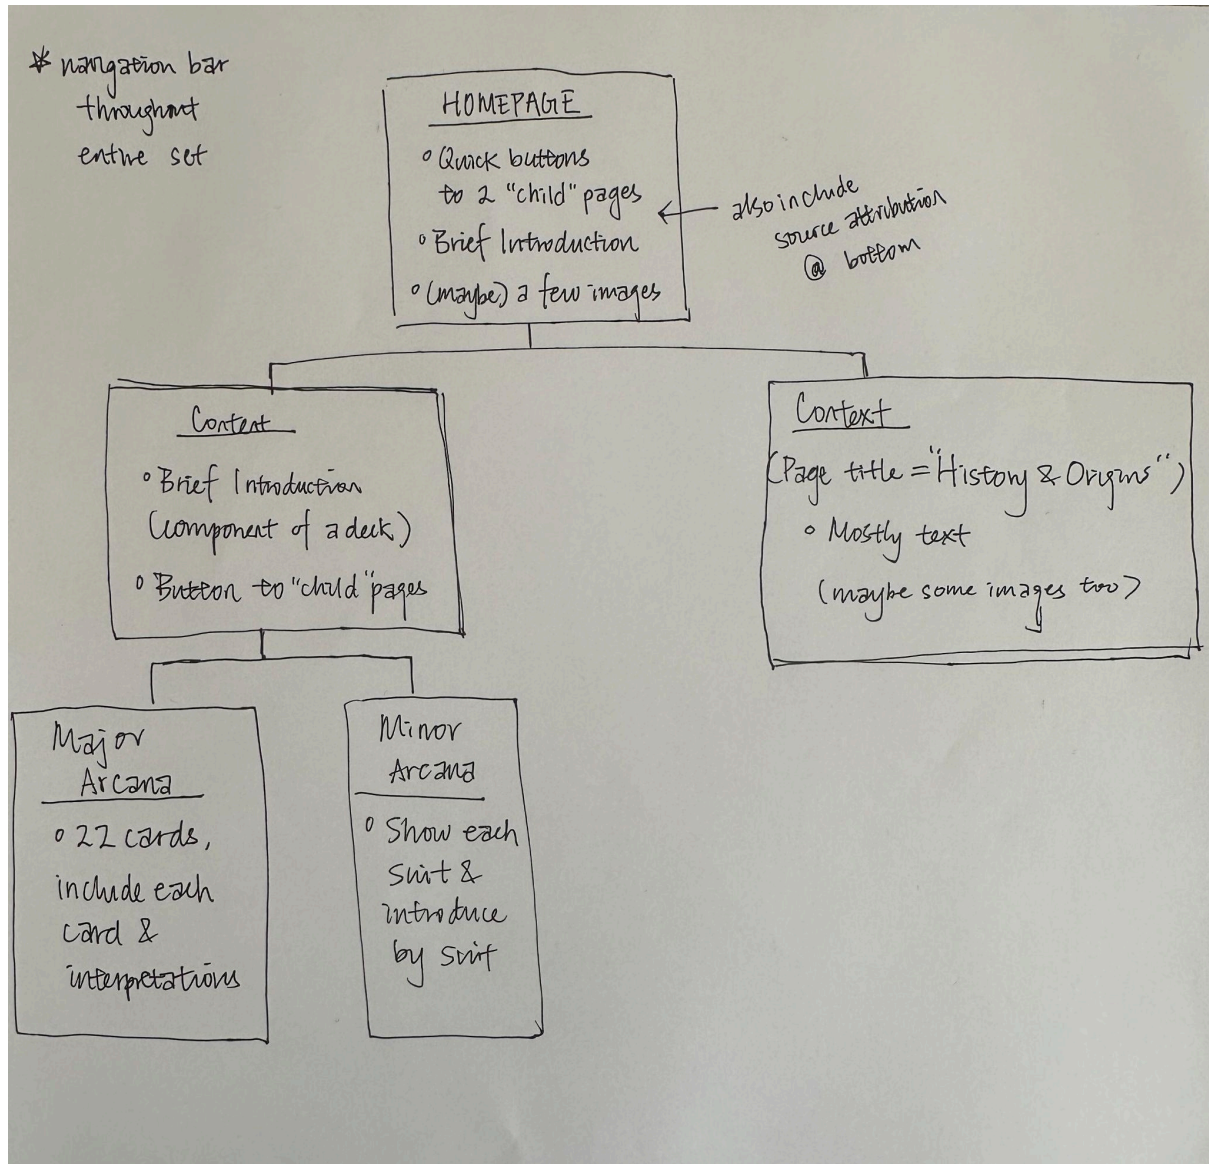 * navigation bar
throughout
entire set
HOMEPAGE
° Quick buttons
to 2 "child" pages
° Brief Introduction
° (maybe) a few images
also include
source attribution
@ bottom
Content
° Brief Introduction
(component of a deck)
° Button to "child" pages
Context
(Page title = "History & Origins")
° Mostly text
(maybe some images too)
Major
Arcana
° 22 cards,
include each
card &
interpretations
Minor
Arcana
° Show each
suit &
introduce
by suit